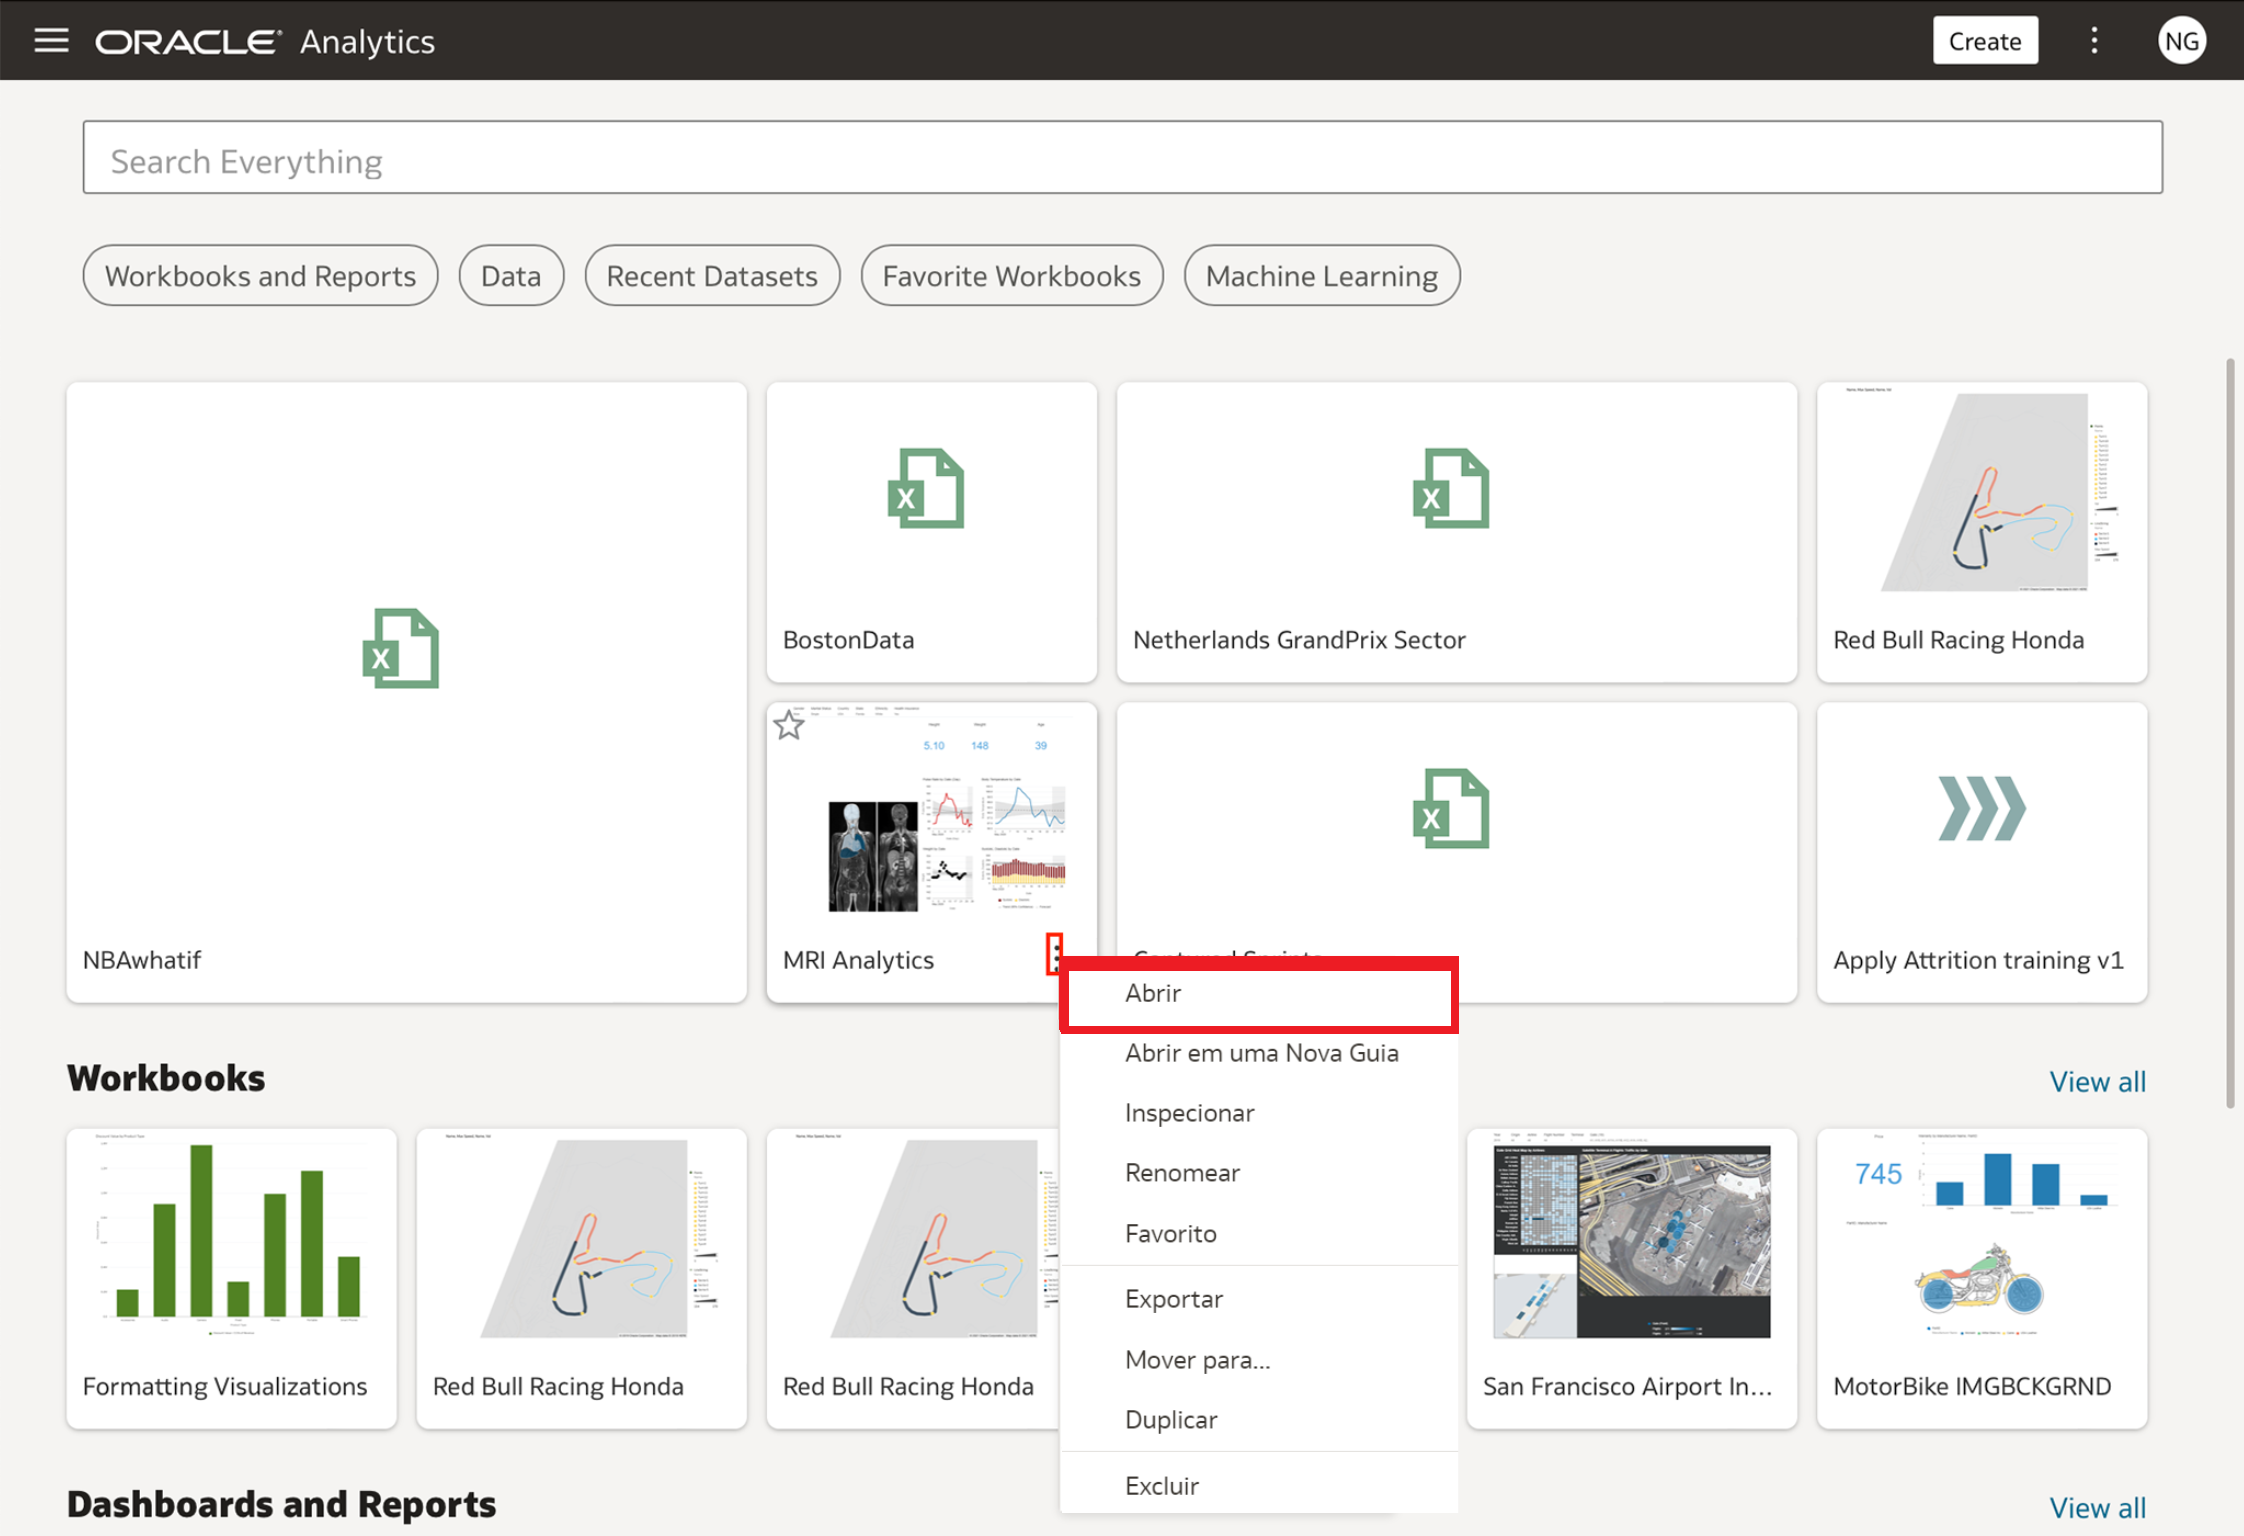 ORACLE Analytics
Create
NG
Search Everything
Workbooks and Reports
Data
Recent Datasets
Favorite Workbooks
Machine Learning
NBAwhatif
BostonData
Netherlands GrandPrix Sector
Red Bull Racing Honda
5.10
148
39
MRI Analytics
Captured Sprints
Apply Attrition training v1
Abrir
Abrir em uma Nova Guia
Inspecionar
Renomear
Favorito
Exportar
Mover para...
Duplicar
Excluir
Workbooks
View all
Formatting Visualizations
Red Bull Racing Honda
Red Bull Racing Honda
San Francisco Airport In...
745
MotorBike IMGBCKGRND
Dashboards and Reports
View all